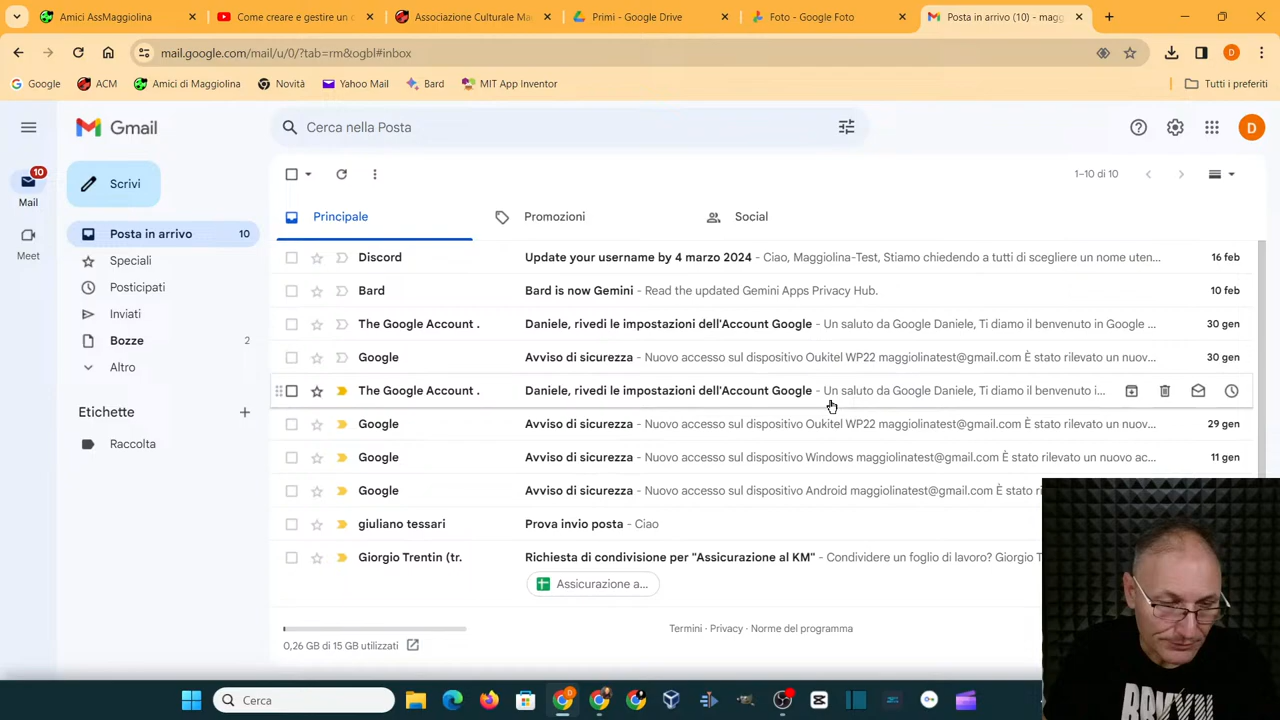 Amici AssMaggiolina
Come creare e gestire un c
Associazione Culturale Ma
Primi - Google Drive
Foto - Google Foto
Posta in arrivo (10) - magg
mail.google.com/mail/u/0/?tab=rm&ogbl#inbox
D
Google
ACM
Amici di Maggiolina
Novità
Yahoo Mail
Bard
MIT App Inventor
Tutti i preferiti
Gmail
Cerca nella Posta
D
10
Mail
Meet
Scrivi
1–10 di 10
Principale
Promozioni
Social
Posta in arrivo 10
Speciali
Posticipati
Inviati
Bozze 2
Altro
Etichette
Raccolta
Discord Update your username by 4 marzo 2024 - Ciao, Maggiolina-Test, Stiamo chiedendo a tutti di scegliere un nome uten... 16 feb
Bard Bard is now Gemini - Read the updated Gemini Apps Privacy Hub. 10 feb
The Google Account . Daniele, rivedi le impostazioni dell'Account Google - Un saluto da Google Daniele, Ti diamo il benvenuto in Google ... 30 gen
Google Avviso di sicurezza - Nuovo accesso sul dispositivo Oukitel WP22 maggiolinatest@gmail.com È stato rilevato un nuov... 30 gen
The Google Account . Daniele, rivedi le impostazioni dell'Account Google - Un saluto da Google Daniele, Ti diamo il benvenuto i...
Google Avviso di sicurezza - Nuovo accesso sul dispositivo Oukitel WP22 maggiolinatest@gmail.com È stato rilevato un nuov... 29 gen
Google Avviso di sicurezza - Nuovo accesso sul dispositivo Windows maggiolinatest@gmail.com È stato rilevato un nuovo ac... 11 gen
Google Avviso di sicurezza - Nuovo accesso sul dispositivo Android maggiolinatest@gmail.com È stato ri
giuliano tessari Prova invio posta - Ciao
Giorgio Trentin (tr. Richiesta di condivisione per "Assicurazione al KM" - Condividere un foglio di lavoro? Giorgio T
Assicurazione a...
Termini · Privacy · Norme del programma
0,26 GB di 15 GB utilizzati
Cerca